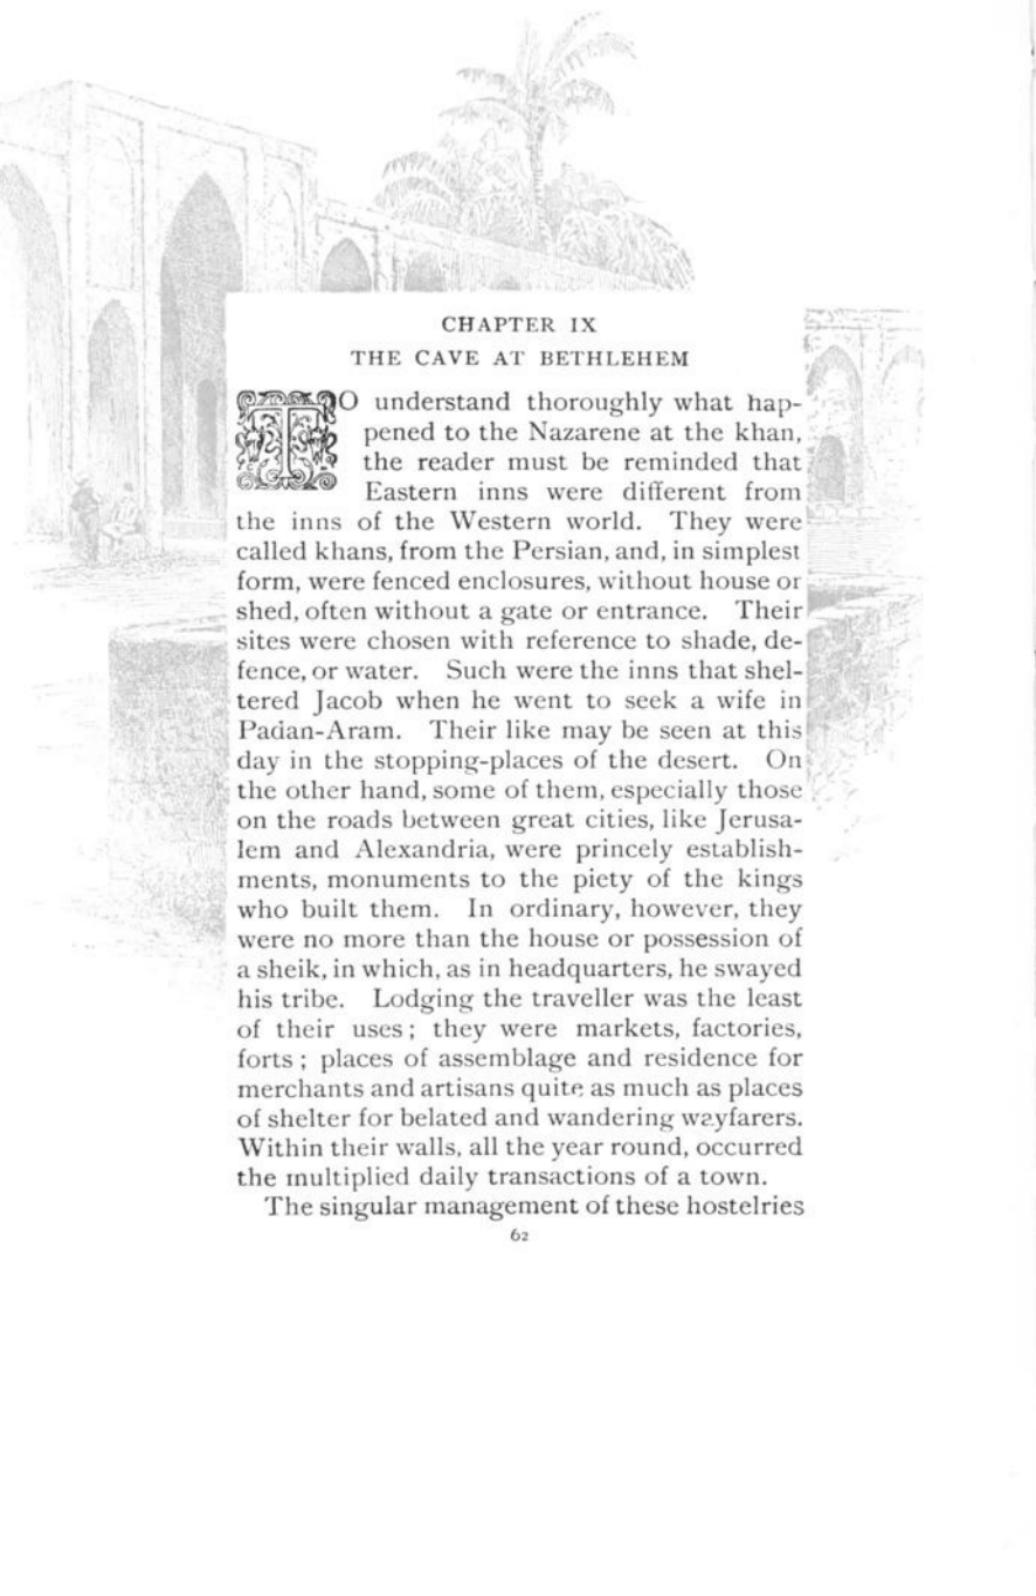 CHAPTER IX
THE CAVE AT BETHLEHEM
TO understand thoroughly what hap-
pened to the Nazarene at the khan,
the reader must be reminded that
Eastern inns were different from
the inns of the Western world. They were
called khans, from the Persian, and, in simplest
form, were fenced enclosures, without house or
shed, often without a gate or entrance. Their
sites were chosen with reference to shade, de-
fence, or water. Such were the inns that shel-
tered Jacob when he went to seek a wife in
Padan-Aram. Their like may be seen at this
day in the stopping-places of the desert. On
the other hand, some of them, especially those
on the roads between great cities, like Jerusa-
lem and Alexandria, were princely establish-
ments, monuments to the piety of the kings
who built them. In ordinary, however, they
were no more than the house or possession of
a sheik, in which, as in headquarters, he swayed
his tribe. Lodging the traveller was the least
of their uses; they were markets, factories,
forts; places of assemblage and residence for
merchants and artisans quite as much as places
of shelter for belated and wandering wayfarers.
Within their walls, all the year round, occurred
the multiplied daily transactions of a town.
The singular management of these hostelries
62